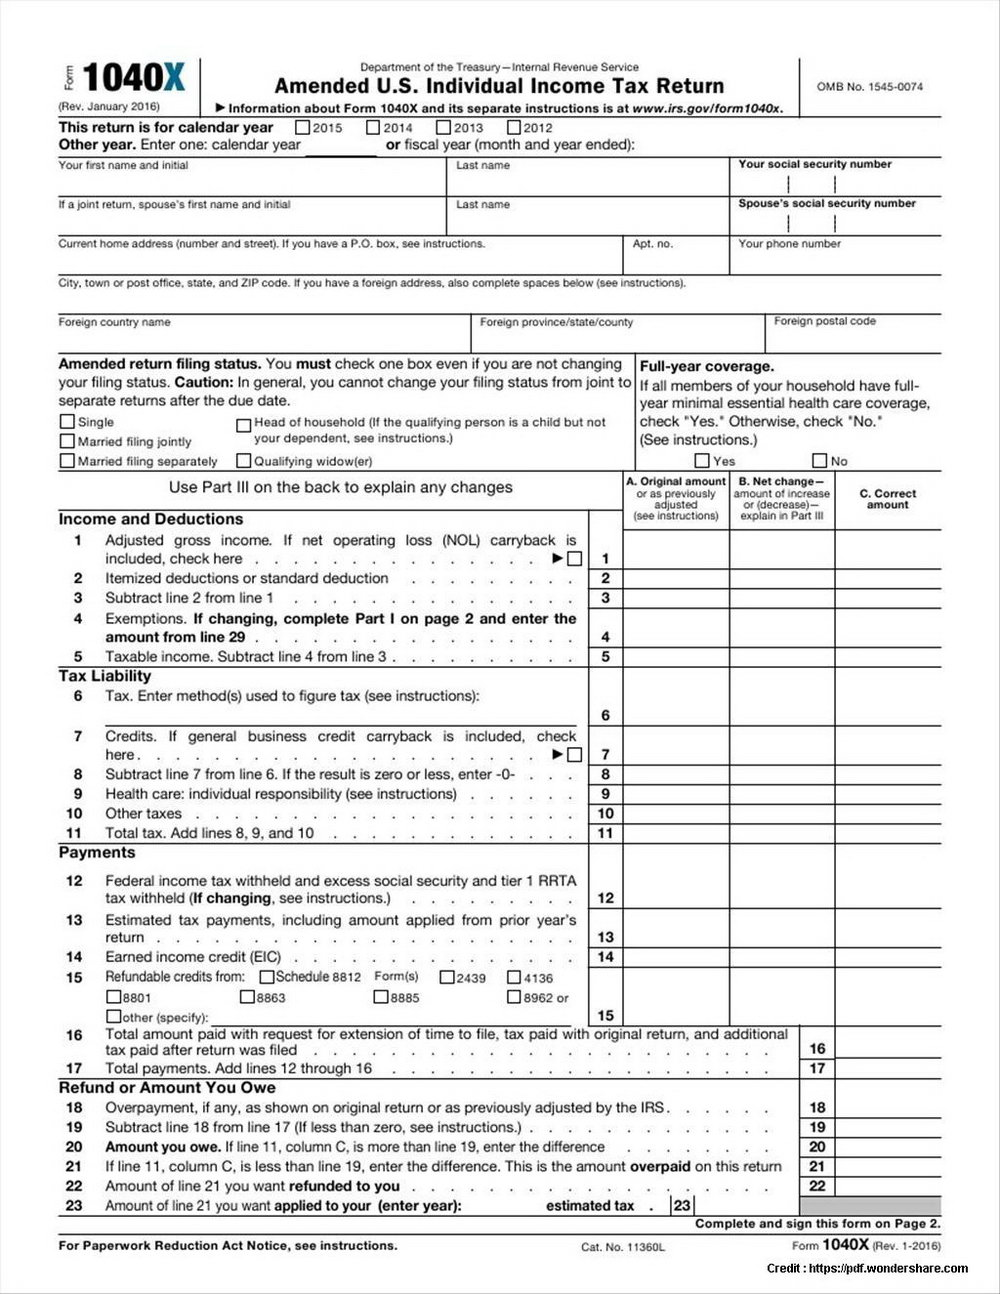 Form 1040X
(Rev. January 2016)
Department of the Treasury—Internal Revenue Service
Amended U.S. Individual Income Tax Return
▶ Information about Form 1040X and its separate instructions is at www.irs.gov/form1040x.
OMB No. 1545-0074
This return is for calendar year 2015 2014 2013 2012
Other year. Enter one: calendar year or fiscal year (month and year ended):
Your first name and initial Last name Your social security number
If a joint return, spouse's first name and initial Last name Spouse's social security number
Current home address (number and street). If you have a P.O. box, see instructions. Apt. no. Your phone number
City, town or post office, state, and ZIP code. If you have a foreign address, also complete spaces below (see instructions).
Foreign country name Foreign province/state/county Foreign postal code
Amended return filing status. You must check one box even if you are not changing
your filing status. Caution: In general, you cannot change your filing status from joint to
separate returns after the due date.
Single
Married filing jointly
Married filing separately
Head of household (If the qualifying person is a child but not
your dependent, see instructions.)
Qualifying widow(er)
Full-year coverage.
If all members of your household have full-
year minimal essential health care coverage,
check "Yes." Otherwise, check "No."
(See instructions.)
Yes No
Use Part III on the back to explain any changes
A. Original amount
or as previously
adjusted
(see instructions)
B. Net change—
amount of increase
or (decrease)—
explain in Part III
C. Correct
amount
Income and Deductions
1 Adjusted gross income. If net operating loss (NOL) carryback is
included, check here . . . . . . . . . . . . . . . ▶ 1
2 Itemized deductions or standard deduction . . . . . . . . . 2
3 Subtract line 2 from line 1 . . . . . . . . . . . . . . . 3
4 Exemptions. If changing, complete Part I on page 2 and enter the
amount from line 29 . . . . . . . . . . . . . . . . . 4
5 Taxable income. Subtract line 4 from line 3 . . . . . . . . . . 5
Tax Liability
6 Tax. Enter method(s) used to figure tax (see instructions):
6
7 Credits. If general business credit carryback is included, check
here . . . . . . . . . . . . . . . . . . . . . ▶ 7
8 Subtract line 7 from line 6. If the result is zero or less, enter -0- . . . 8
9 Health care: individual responsibility (see instructions) . . . . . . 9
10 Other taxes . . . . . . . . . . . . . . . . . . . . 10
11 Total tax. Add lines 8, 9, and 10 . . . . . . . . . . . . . 11
Payments
12 Federal income tax withheld and excess social security and tier 1 RRTA
tax withheld (If changing, see instructions.) . . . . . . . . . 12
13 Estimated tax payments, including amount applied from prior year's
return . . . . . . . . . . . . . . . . . . . . . . 13
14 Earned income credit (EIC) . . . . . . . . . . . . . . . 14
15 Refundable credits from: Schedule 8812 Form(s) 2439 4136
8801 8863 8885 8962 or
other (specify): 15
16 Total amount paid with request for extension of time to file, tax paid with original return, and additional
tax paid after return was filed . . . . . . . . . . . . . . . . . . . . . . . . 16
17 Total payments. Add lines 12 through 16 . . . . . . . . . . . . . . . . . . . . 17
Refund or Amount You Owe
18 Overpayment, if any, as shown on original return or as previously adjusted by the IRS . . . . . . 18
19 Subtract line 18 from line 17 (If less than zero, see instructions.) . . . . . . . . . . . . . 19
20 Amount you owe. If line 11, column C, is more than line 19, enter the difference . . . . . . . . 20
21 If line 11, column C, is less than line 19, enter the difference. This is the amount overpaid on this return 21
22 Amount of line 21 you want refunded to you . . . . . . . . . . . . . . . . . . . 22
23 Amount of line 21 you want applied to your (enter year): estimated tax . 23
Complete and sign this form on Page 2.
For Paperwork Reduction Act Notice, see instructions. Cat. No. 11360L Form 1040X (Rev. 1-2016)
Credit : https://pdf.wondershare.com